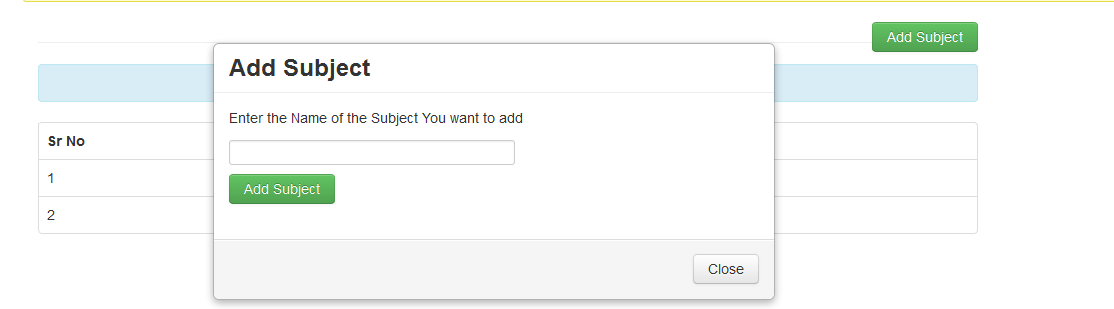 Add Subject
Add Subject
Enter the Name of the Subject You want to add
Add Subject
Close
Sr No
1
2